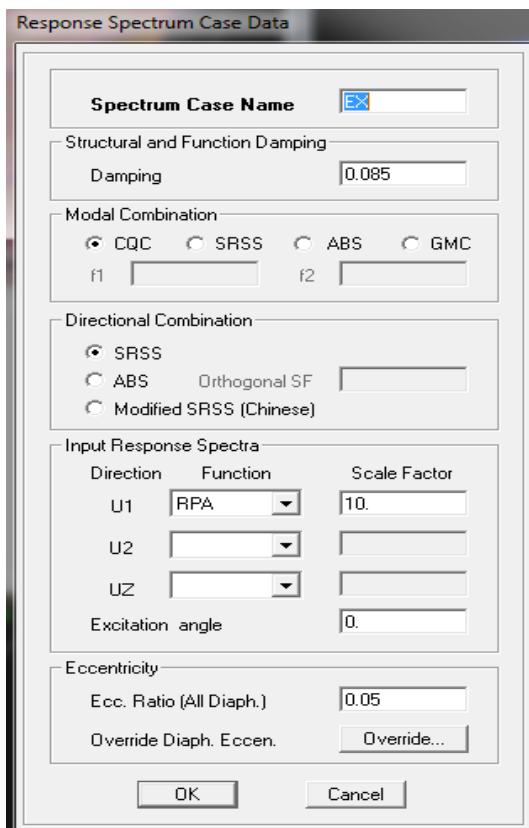 Response Spectrum Case Data
Spectrum Case Name EX
Structural and Function Damping
Damping 0.085
Modal Combination
CQC SRSS ABS GMC
f1 f2
Directional Combination
SRSS
ABS Orthogonal SF
Modified SRSS (Chinese)
Input Response Spectra
Direction Function Scale Factor
U1 RPA 10.
U2
UZ
Excitation angle 0.
Eccentricity
Ecc. Ratio (All Diaph.) 0.05
Override Diaph. Eccen. Override...
OK Cancel